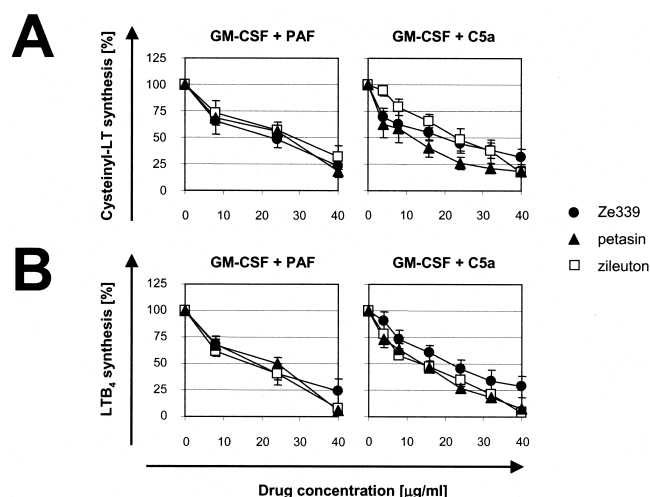 A
GM-CSF + PAF
GM-CSF + C5a
Cysteinyl-LT synthesis [%]
125
100
75
50
25
0
0 10 20 30 40
0 10 20 30 40
Ze339
petasin
zileuton
B
GM-CSF + PAF
GM-CSF + C5a
LTB4 synthesis [%]
125
100
75
50
25
0
0 10 20 30 40
0 10 20 30 40
Drug concentration [μg/ml]